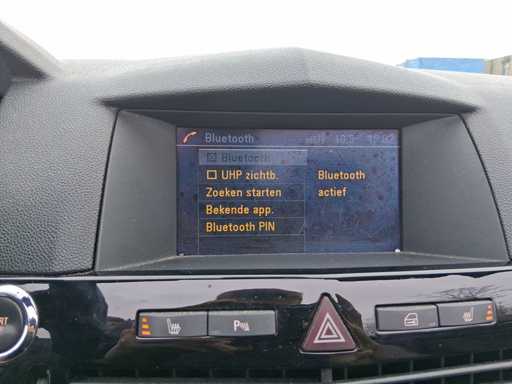 Bluetooth
Bluetooth
UHP zichtb.
Zoeken starten
Bekende app.
Bluetooth PIN
Bluetooth
actief
P